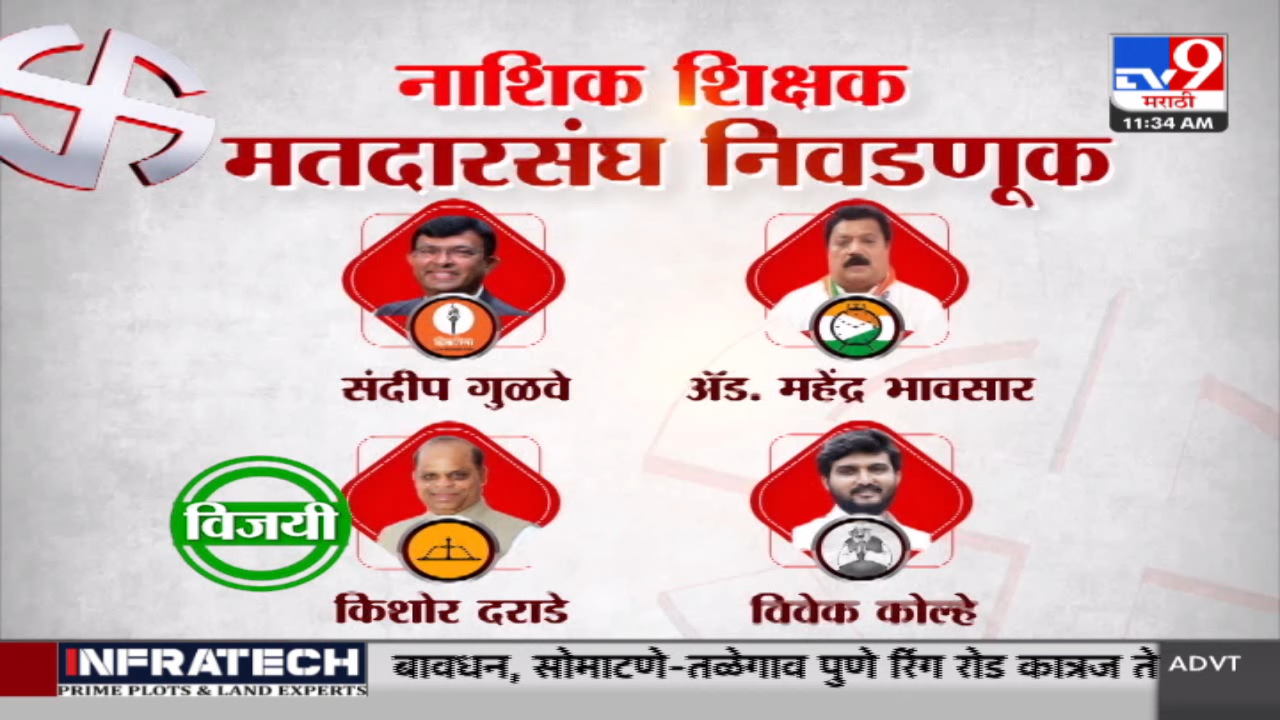 नाशिक शिक्षक
मतदारसंघ निवडणूक
TV9
मराठी
11:34 AM
संदीप गुळवे
ॲड. महेंद्र भावसार
विजयी
किशोर दराडे
विवेक कोल्हे
INFRATECH
PRIME PLOTS & LAND EXPERTS
बावधन, सोमाटणे-तळेगाव पुणे रिंग रोड कात्रज ते
ADVT